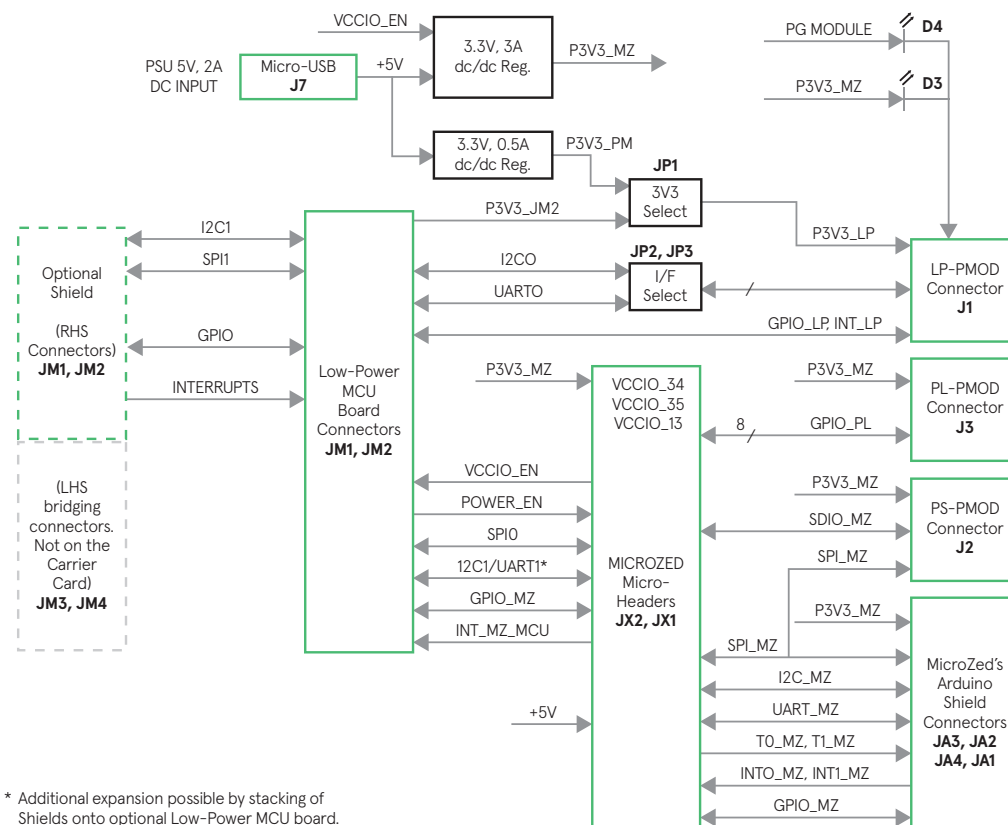 VCCIO_EN
PSU 5V, 2A
DC INPUT
Micro-USB
J7
+5V
3.3V, 3A
dc/dc Reg.
P3V3_MZ
PG MODULE
D4
P3V3_MZ
D3
3.3V, 0.5A
dc/dc Reg.
P3V3_PM
JP1
3V3
Select
P3V3_JM2
P3V3_LP
I2C1
SPI1
GPIO
INTERRUPTS
Optional
Shield
(RHS
Connectors)
JM1, JM2
(LHS
bridging
connectors.
Not on the
Carrier
Card)
JM3, JM4
Low-Power
MCU
Board
Connectors
JM1, JM2
I2CO
UARTO
JP2, JP3
I/F
Select
/
GPIO_LP, INT_LP
LP-PMOD
Connector
J1
P3V3_MZ
VCCIO_34
VCCIO_35
VCCIO_13
P3V3_MZ
8/
GPIO_PL
PL-PMOD
Connector
J3
VCCIO_EN
POWER_EN
SPI0
12C1/UART1*
GPIO_MZ
INT_MZ_MCU
+5V
MICROZED
Micro-
Headers
JX2, JX1
P3V3_MZ
SDIO_MZ
SPI_MZ
PS-PMOD
Connector
J2
P3V3_MZ
SPI_MZ
I2C_MZ
UART_MZ
T0_MZ, T1_MZ
INTO_MZ, INT1_MZ
GPIO_MZ
MicroZed's
Arduino
Shield
Connectors
JA3, JA2
JA4, JA1
* Additional expansion possible by stacking of
Shields onto optional Low-Power MCU board.